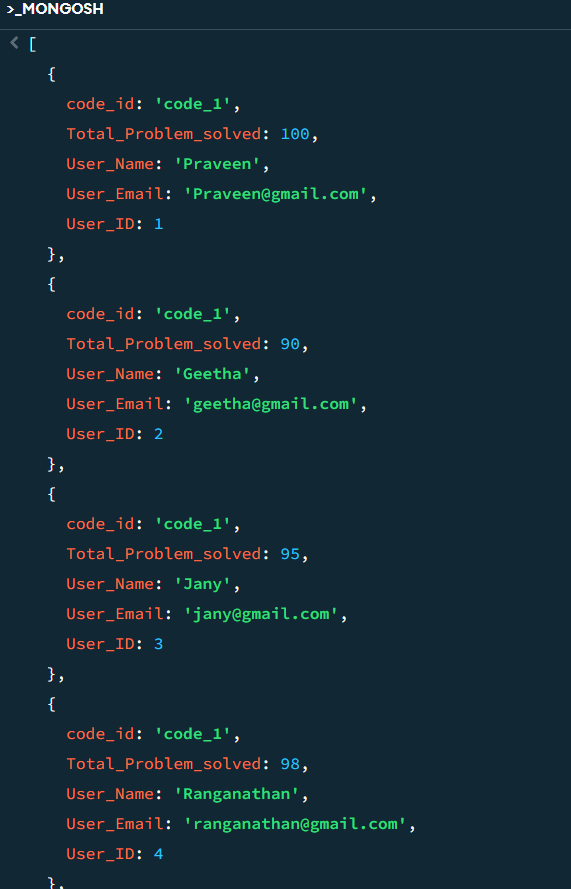 >_MONGOSH
< [
{
code_id: 'code_1',
Total_Problem_solved: 100,
User_Name: 'Praveen',
User_Email: 'Praveen@gmail.com',
User_ID: 1
},
{
code_id: 'code_1',
Total_Problem_solved: 90,
User_Name: 'Geetha',
User_Email: 'geetha@gmail.com',
User_ID: 2
},
{
code_id: 'code_1',
Total_Problem_solved: 95,
User_Name: 'Jany',
User_Email: 'jany@gmail.com',
User_ID: 3
},
{
code_id: 'code_1',
Total_Problem_solved: 98,
User_Name: 'Ranganathan',
User_Email: 'ranganathan@gmail.com',
User_ID: 4
},